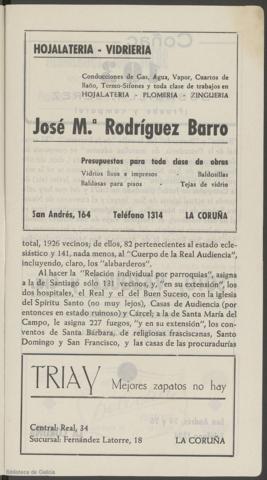 HOJALATERIA - VIDRIERIA
Conducciones de Gas, Agua, Vapor, Cuartos de
Baño, Termo-Sifones y toda clase de trabajos en
HOJALATERIA - PLOMERIA - ZINGUERIA
José M.ª Rodríguez Barro
Presupuestos para toda clase de obras
Vidrios lisos e impresos - Baldosillas
Baldosas para pisos - Tejas de vidrio
San Andrés, 164 Teléfono 1314 LA CORUÑA
total, 1926 vecinos; de ellos, 82 pertenecientes al estado ecle-
siástico y 141, nada menos, al "Cuerpo de la Real Audiencia",
incluyendo, claro, los "alabarderos".
Al hacer la "Relación individual por parroquias", asigna
a la de Santiago sólo 131 vecinos, y, "en su extensión", los
dos hospitales, el Real y el del Buen Suceso, con la iglesia
del Spíritu Santo (no muy lejos), Casas de Audiencia (por
entonces en estado ruinoso) y Cárcel; a la de Santa María del
Campo, le asigna 227 furgos, "y en su extensión", los con-
ventos de Santa Bárbara, de religiosas franciscanas, Santo
Domingo y San Francisco, y las casas de las procuradurías
TRIAY Mejores zapatos no hay
Central: Real, 34
Sucursal: Fernández Latorre, 18 LA CORUÑA
Biblioteca de Galicia